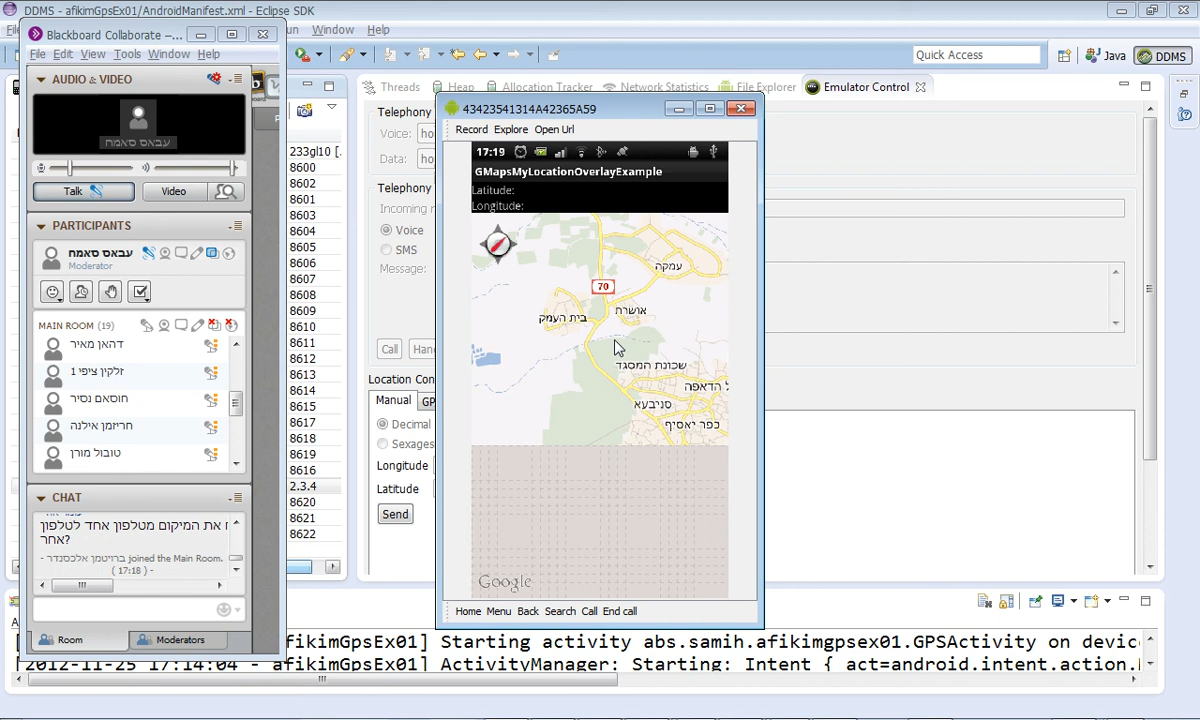 DDMS - afikimGpsEx01/AndroidManifest.xml - Eclipse SDK
Window Help
Quick Access
Java
DDMS
Threads
Heap
Allocation Tracker
Network Statistics
File Explorer
Emulator Control
Blackboard Collaborate –...
File Edit View Tools Window Help
AUDIO & VIDEO
עבאס סאמח
Talk
Video
PARTICIPANTS
עבאס סאמח
Moderator
MAIN ROOM (19)
דהאן מאיר
זלקין ציפי 1
חוסאם נסיר
חריזמן אילנה
טובול מורן
CHAT
ח את המיקום מטלפון אחד לטלפון
אחר?
- ברויטמן אלכסנדר joined the Main Room.
( 17:18 ) -
Room
Moderators
233gl10 [.
8600
8602
8601
8603
8604
8605
8606
8607
8608
8609
8610
8611
8612
8613
8614
8615
8616
8617
8618
8619
8616
2.3.4
8620
8621
8622
Telephony
Voice:
Data:
Telephony
Incoming
Voice
SMS
Message:
Call
Location Con
Manual
Decimal
Sexages
Longitude
Latitude
Send
43423541314A42365A59
Record Explore Open Url
17:19
GMapsMyLocationOverlayExample
Latitude:
Longitude:
עמקה
70
אושרת
בית העמק
שכונת המסגד
ל הדאפה
סניבעא
כפר יאסיף
Google
Home Menu Back Search Call End call
afikimGpsEx01] Starting activity abs.samih.afikimgpsex01.GPSActivity on devic
[2012-11-25 17:14:04 - afikimGpsEx01] ActivityManager: Starting: Intent { act=android.intent.action.